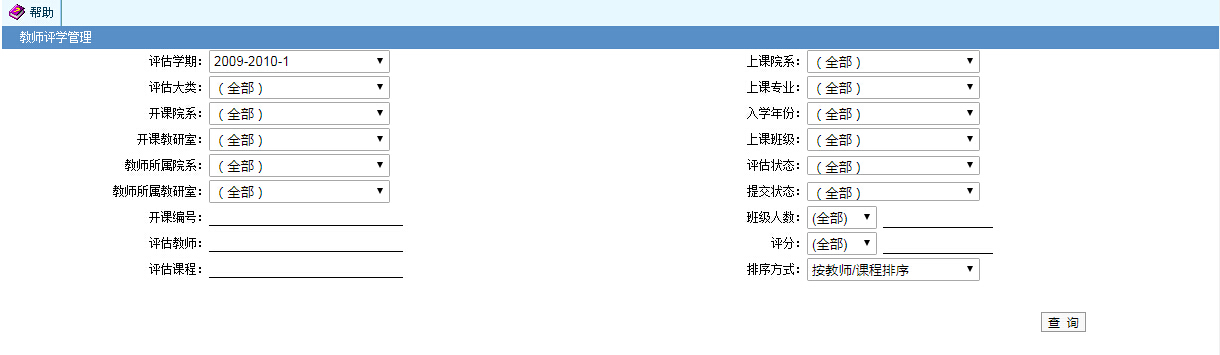 帮助
教师评学管理
评估学期： 2009-2010-1 上课院系： （全部）
评估大类： （全部） 上课专业： （全部）
开课院系： （全部） 入学年份： （全部）
开课教研室： （全部） 上课班级： （全部）
教师所属院系： （全部） 评估状态： （全部）
教师所属教研室： （全部） 提交状态： （全部）
开课编号： 班级人数： (全部)
评估教师： 评分： (全部)
评估课程： 排序方式： 按教师/课程排序
查 询